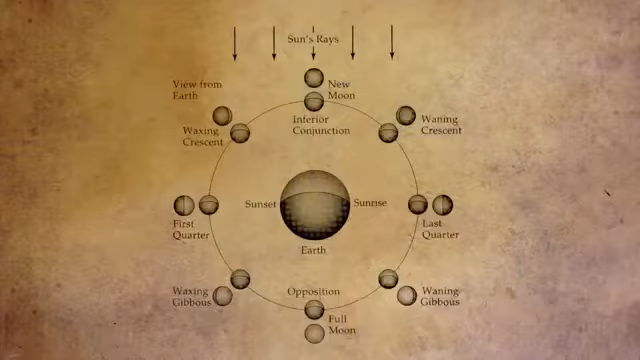 Sun's Rays
View from
Earth
New
Moon
Waxing
Crescent
Inferior
Conjunction
Waning
Crescent
Sunset
Sunrise
First
Quarter
Last
Quarter
Earth
Waxing
Gibbous
Opposition
Waning
Gibbous
Full
Moon